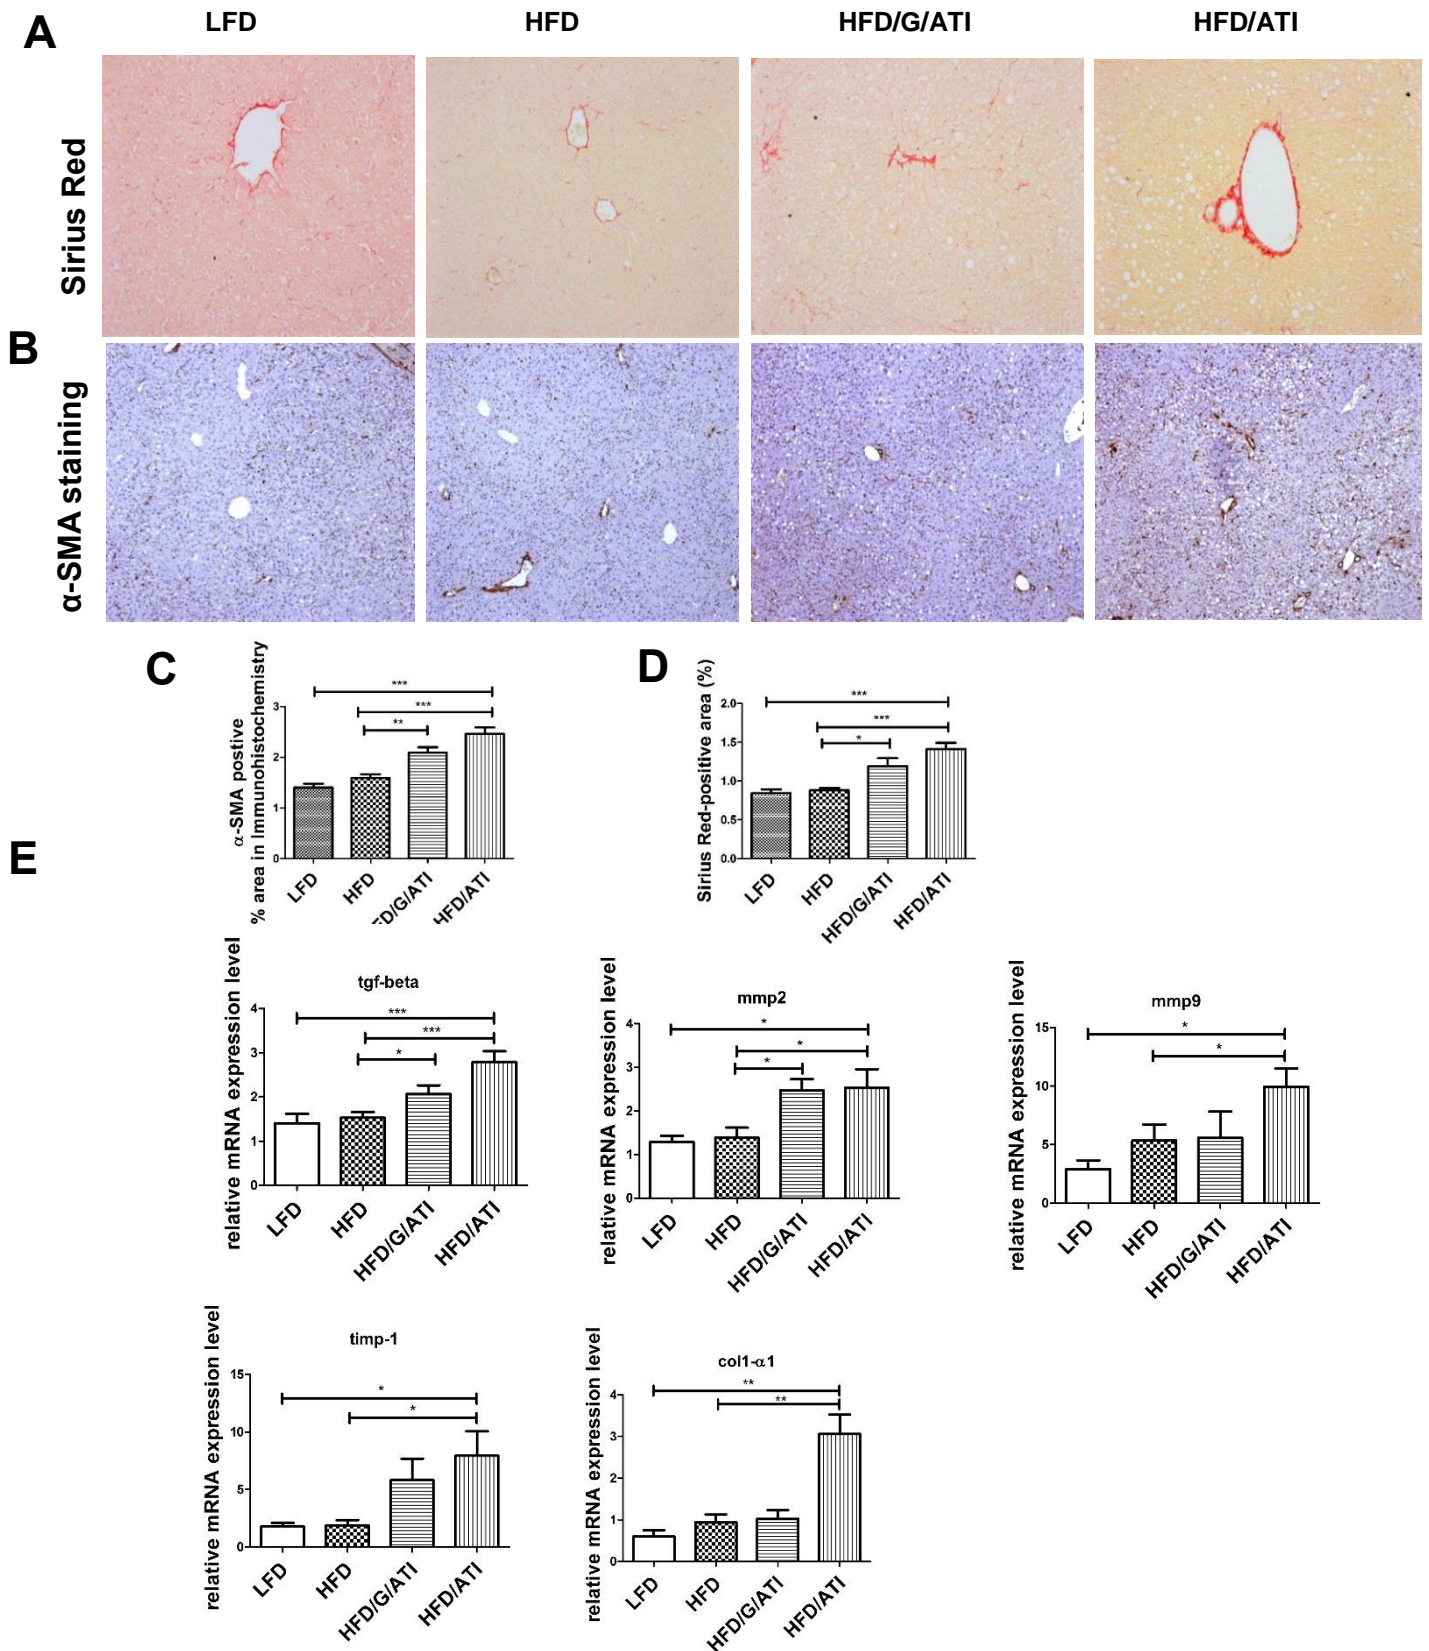 A
LFD
HFD
HFD/G/ATI
HFD/ATI
Sirius Red
B
α-SMA staining
C
α-SMA postive
% area in Immunohistochemistry
3
2
1
0
***
***
**
LFD
HFD
FD/G/ATI
HFD/ATI
D
Sirius Red-positive area (%)
2.0
1.5
1.0
0.5
0.0
***
***
*
LFD
HFD
HFD/G/ATI
HFD/ATI
E
tgf-beta
relative mRNA expression level
4
3
2
1
0
***
***
*
LFD
HFD
HFD/G/ATI
HFD/ATI
mmp2
relative mRNA expression level
4
3
2
1
0
*
*
*
LFD
HFD
HFD/G/ATI
HFD/ATI
mmp9
relative mRNA expression level
15
10
5
0
*
*
LFD
HFD
HFD/G/ATI
HFD/ATI
timp-1
relative mRNA expression level
15
10
5
0
*
*
LFD
HFD
HFD/G/ATI
HFD/ATI
col1-α1
relative mRNA expression level
4
3
2
1
0
**
**
LFD
HFD
HFD/G/ATI
HFD/ATI